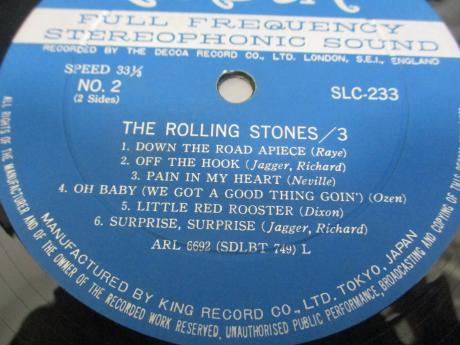 FULL FREQUENCY
STEREOPHONIC SOUND
RECORDED BY THE DECCA RECORD CO., LTD. LONDON, S.E.I., ENGLAND
SPEED 33⅓
NO. 2
(2 Sides)
SLC-233
THE ROLLING STONES/3
1. DOWN THE ROAD APIECE (Raye)
2. OFF THE HOOK (Jagger, Richard)
3. PAIN IN MY HEART (Neville)
4. OH BABY (WE GOT A GOOD THING GOIN') (Ozen)
5. LITTLE RED ROOSTER (Dixon)
6. SURPRISE, SURPRISE (Jagger, Richard)
ARL 6692 (SDLBT 749) L
MANUFACTURED BY KING RECORD CO., LTD. TOKYO, JAPAN
ALL RIGHTS OF THE MANUFACTURER AND OF THE OWNER OF THE RECORDED WORK RESERVED, UNAUTHORISED PUBLIC PERFORMANCE, BROADCASTING AND COPYING OF THIS